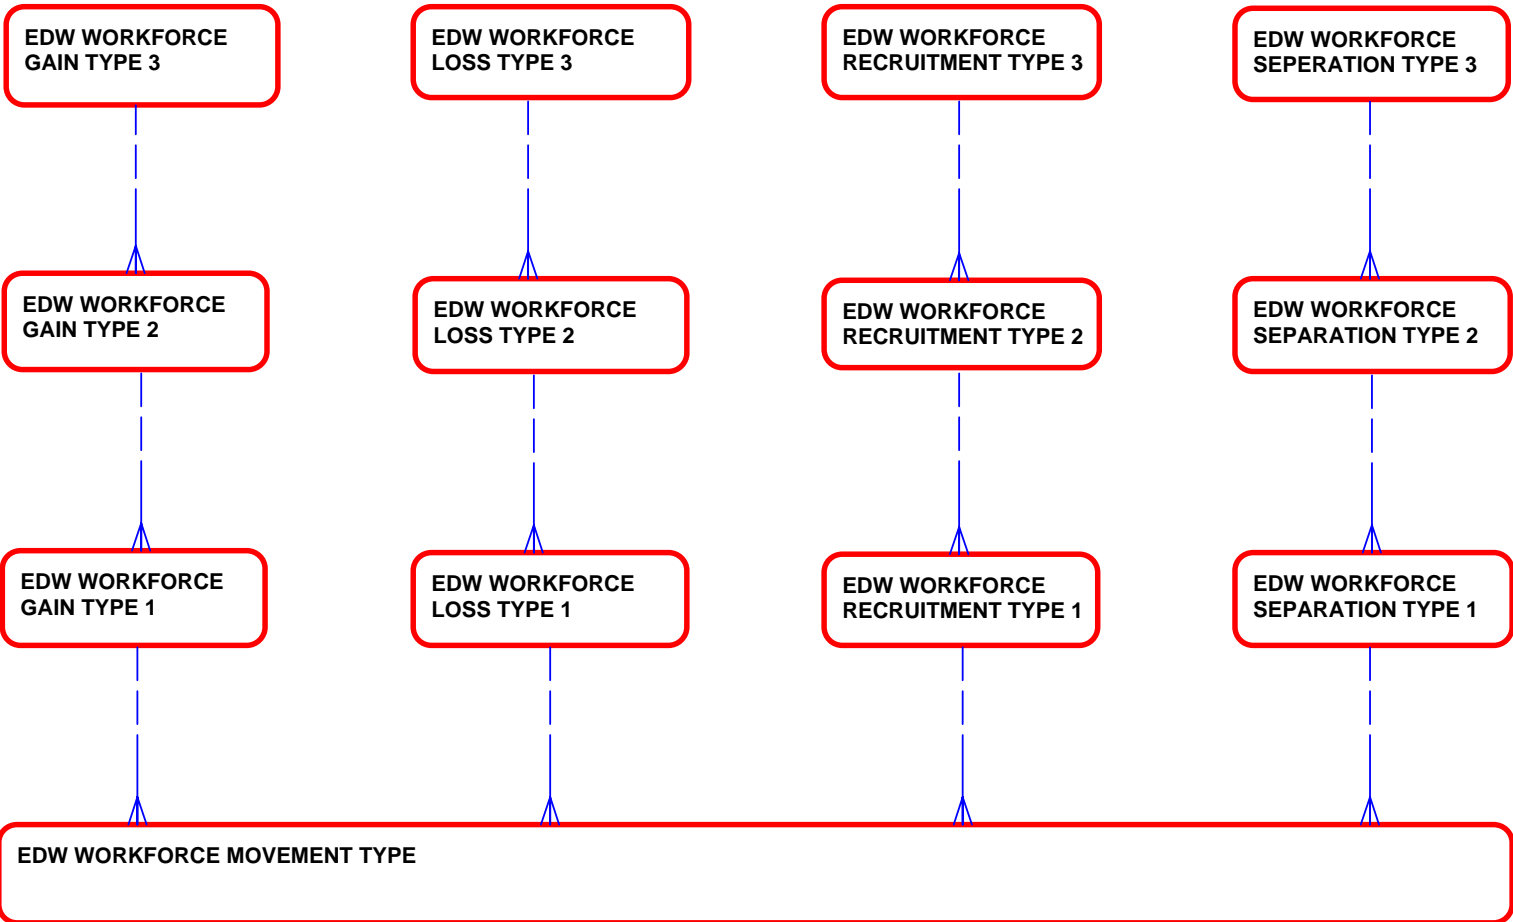 EDW WORKFORCE
GAIN TYPE 3
EDW WORKFORCE
LOSS TYPE 3
EDW WORKFORCE
RECRUITMENT TYPE 3
EDW WORKFORCE
SEPERATION TYPE 3
EDW WORKFORCE
GAIN TYPE 2
EDW WORKFORCE
LOSS TYPE 2
EDW WORKFORCE
RECRUITMENT TYPE 2
EDW WORKFORCE
SEPARATION TYPE 2
EDW WORKFORCE
GAIN TYPE 1
EDW WORKFORCE
LOSS TYPE 1
EDW WORKFORCE
RECRUITMENT TYPE 1
EDW WORKFORCE
SEPARATION TYPE 1
EDW WORKFORCE MOVEMENT TYPE